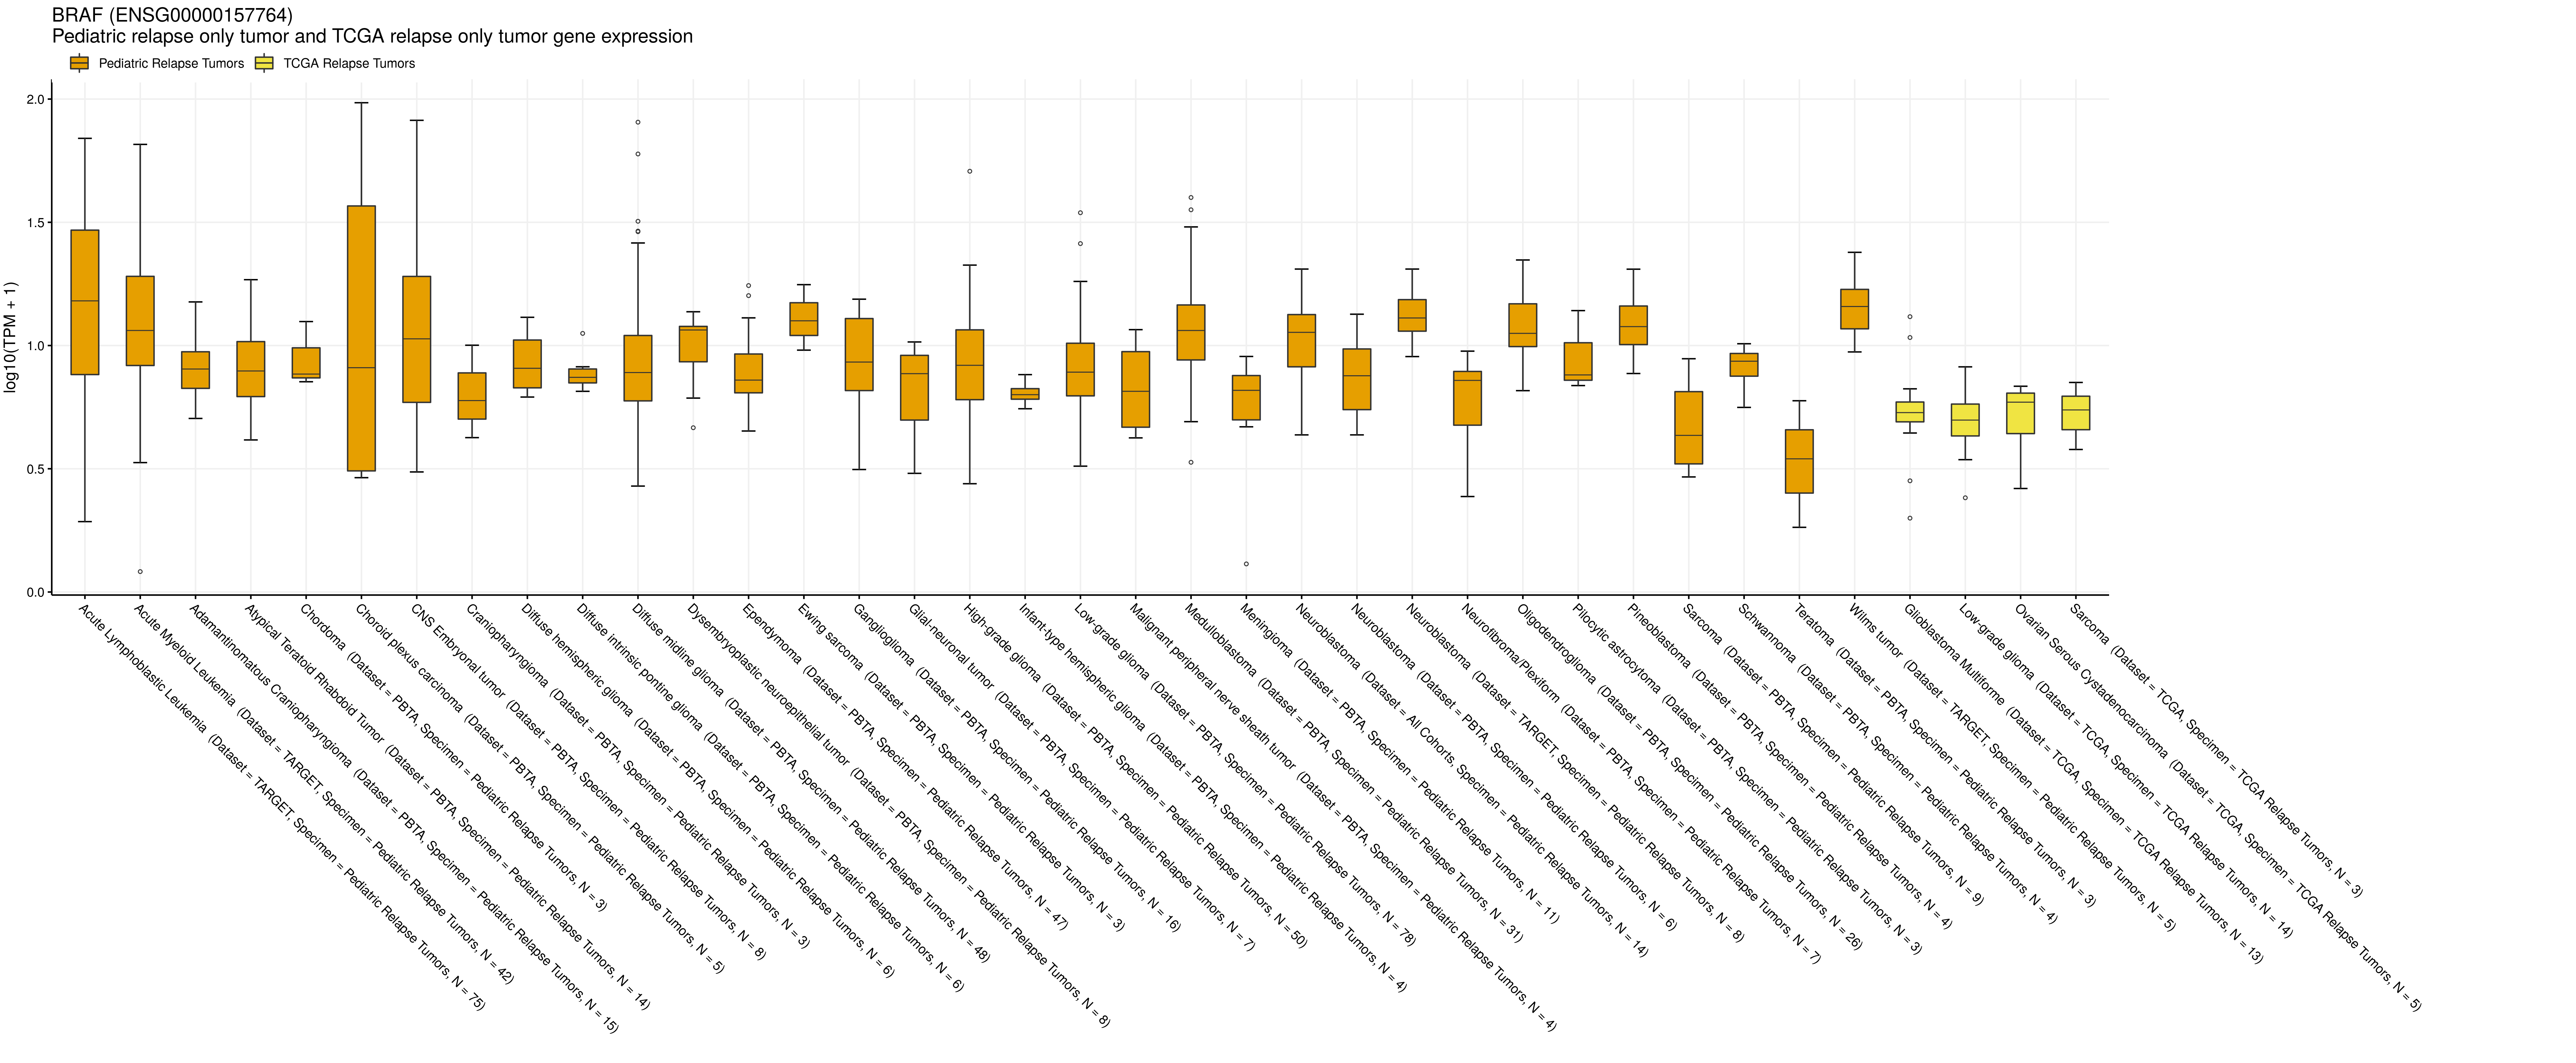 BRAF (ENSG00000157764)
Pediatric relapse only tumor and TCGA relapse only tumor gene expression
Pediatric Relapse Tumors
TCGA Relapse Tumors
log10(TPM + 1)
2.0
1.5
1.0
0.5
0.0
Acute Lymphoblastic Leukemia (Dataset = TARGET, Specimen = Pediatric Relapse Tumors, N = 75)
Acute Myeloid Leukemia (Dataset = TARGET, Specimen = Pediatric Relapse Tumors, N = 42)
Adamantinomatous Craniopharyngioma (Dataset = PBTA, Specimen = Pediatric Relapse Tumors, N = 15)
Atypical Teratoid Rhabdoid Tumor (Dataset = PBTA, Specimen = Pediatric Relapse Tumors, N = 14)
Chordoma (Dataset = PBTA, Specimen = Pediatric Relapse Tumors, N = 3)
Choroid plexus carcinoma (Dataset = PBTA, Specimen = Pediatric Relapse Tumors, N = 5)
CNS Embryonal tumor (Dataset = PBTA, Specimen = Pediatric Relapse Tumors, N = 8)
Craniopharyngioma (Dataset = PBTA, Specimen = Pediatric Relapse Tumors, N = 3)
Diffuse hemispheric glioma (Dataset = PBTA, Specimen = Pediatric Relapse Tumors, N = 6)
Diffuse intrinsic pontine glioma (Dataset = PBTA, Specimen = Pediatric Relapse Tumors, N = 6)
Diffuse midline glioma (Dataset = PBTA, Specimen = Pediatric Relapse Tumors, N = 48)
Dysembryoplastic neuroepithelial tumor (Dataset = PBTA, Specimen = Pediatric Relapse Tumors, N = 8)
Ependymoma (Dataset = PBTA, Specimen = Pediatric Relapse Tumors, N = 47)
Ewing sarcoma (Dataset = PBTA, Specimen = Pediatric Relapse Tumors, N = 3)
Ganglioglioma (Dataset = PBTA, Specimen = Pediatric Relapse Tumors, N = 16)
Glial-neuronal tumor (Dataset = PBTA, Specimen = Pediatric Relapse Tumors, N = 7)
High-grade glioma (Dataset = PBTA, Specimen = Pediatric Relapse Tumors, N = 50)
Infant-type hemispheric glioma (Dataset = PBTA, Specimen = Pediatric Relapse Tumors, N = 4)
Low-grade glioma (Dataset = PBTA, Specimen = Pediatric Relapse Tumors, N = 78)
Malignant peripheral nerve sheath tumor (Dataset = PBTA, Specimen = Pediatric Relapse Tumors, N = 4)
Medulloblastoma (Dataset = PBTA, Specimen = Pediatric Relapse Tumors, N = 31)
Meningioma (Dataset = PBTA, Specimen = Pediatric Relapse Tumors, N = 11)
Neuroblastoma (Dataset = All Cohorts, Specimen = Pediatric Relapse Tumors, N = 14)
Neuroblastoma (Dataset = PBTA, Specimen = Pediatric Relapse Tumors, N = 6)
Neuroblastoma (Dataset = TARGET, Specimen = Pediatric Relapse Tumors, N = 8)
Neurofibroma/Plexiform (Dataset = PBTA, Specimen = Pediatric Relapse Tumors, N = 7)
Oligodendroglioma (Dataset = PBTA, Specimen = Pediatric Relapse Tumors, N = 26)
Pilocytic astrocytoma (Dataset = PBTA, Specimen = Pediatric Relapse Tumors, N = 3)
Pineoblastoma (Dataset = PBTA, Specimen = Pediatric Relapse Tumors, N = 4)
Sarcoma (Dataset = PBTA, Specimen = Pediatric Relapse Tumors, N = 9)
Schwannoma (Dataset = PBTA, Specimen = Pediatric Relapse Tumors, N = 4)
Teratoma (Dataset = PBTA, Specimen = Pediatric Relapse Tumors, N = 3)
Wilms tumor (Dataset = TARGET, Specimen = Pediatric Relapse Tumors, N = 5)
Glioblastoma Multiforme (Dataset = TCGA, Specimen = TCGA Relapse Tumors, N = 13)
Low-grade glioma (Dataset = TCGA, Specimen = TCGA Relapse Tumors, N = 14)
Ovarian Serous Cystadenocarcinoma (Dataset = TCGA, Specimen = TCGA Relapse Tumors, N = 5)
Sarcoma (Dataset = TCGA, Specimen = TCGA Relapse Tumors, N = 3)